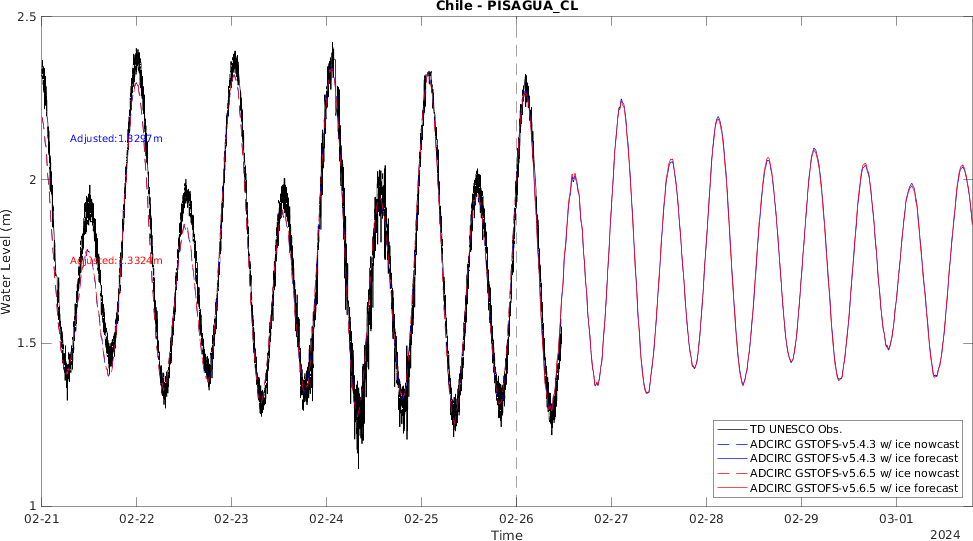 Chile - PISAGUA_CL
2.5
2
1.5
1
Water Level (m)
Adjusted:1.3297m
Adjusted:1.3324m
TD UNESCO Obs.
ADCIRC GSTOFS-v5.4.3 w/ ice nowcast
ADCIRC GSTOFS-v5.4.3 w/ ice forecast
ADCIRC GSTOFS-v5.6.5 w/ ice nowcast
ADCIRC GSTOFS-v5.6.5 w/ ice forecast
02-21 02-22 02-23 02-24 02-25 02-26 02-27 02-28 02-29 03-01
Time
2024